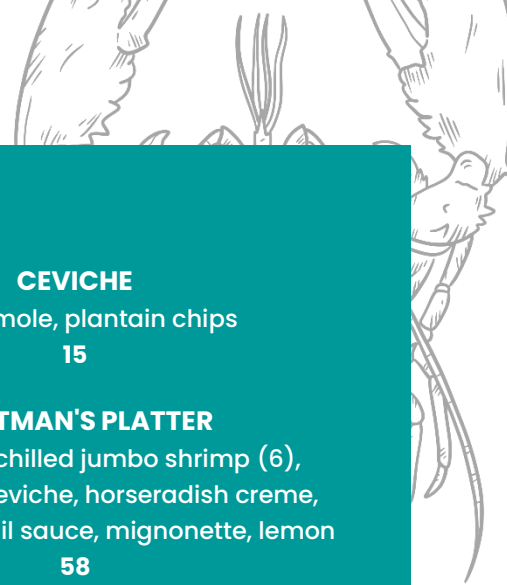 CEVICHE
mole, plantain chips
15
TMAN'S PLATTER
chilled jumbo shrimp (6),
eviche, horseradish creme,
il sauce, mignonette, lemon
58